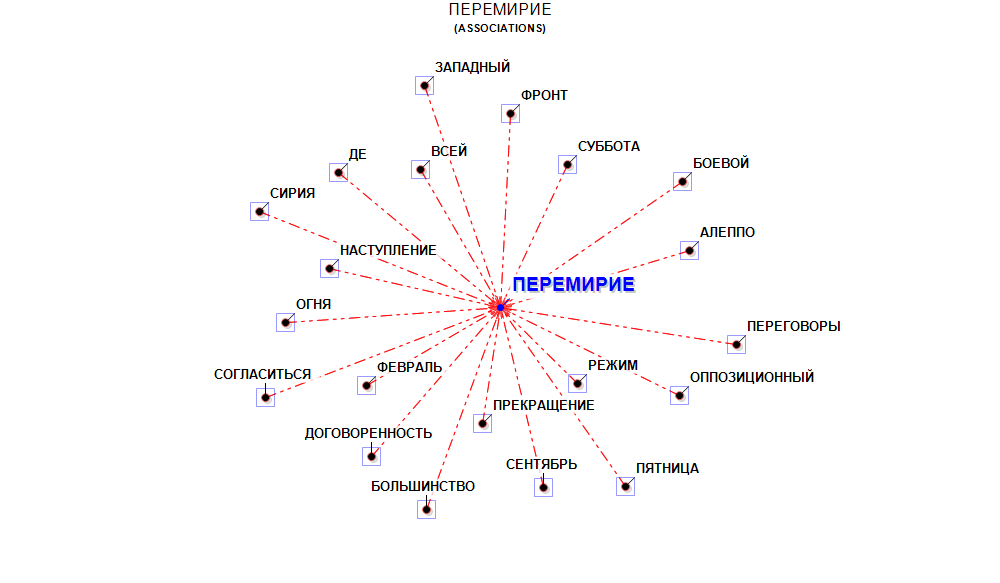 ПЕРЕМИРИЕ
(ASSOCIATIONS)
ЗАПАДНЫЙ
ФРОНТ
СУББОТА
ВСЕЙ
ДЕ
БОЕВОЙ
СИРИЯ
АЛЕППО
НАСТУПЛЕНИЕ
ПЕРЕМИРИЕ
ОГНЯ
ПЕРЕГОВОРЫ
РЕЖИМ
ФЕВРАЛЬ
СОГЛАСИТЬСЯ
ОППОЗИЦИОННЫЙ
ПРЕКРАЩЕНИЕ
ДОГОВОРЕННОСТЬ
СЕНТЯБРЬ
ПЯТНИЦА
БОЛЬШИНСТВО